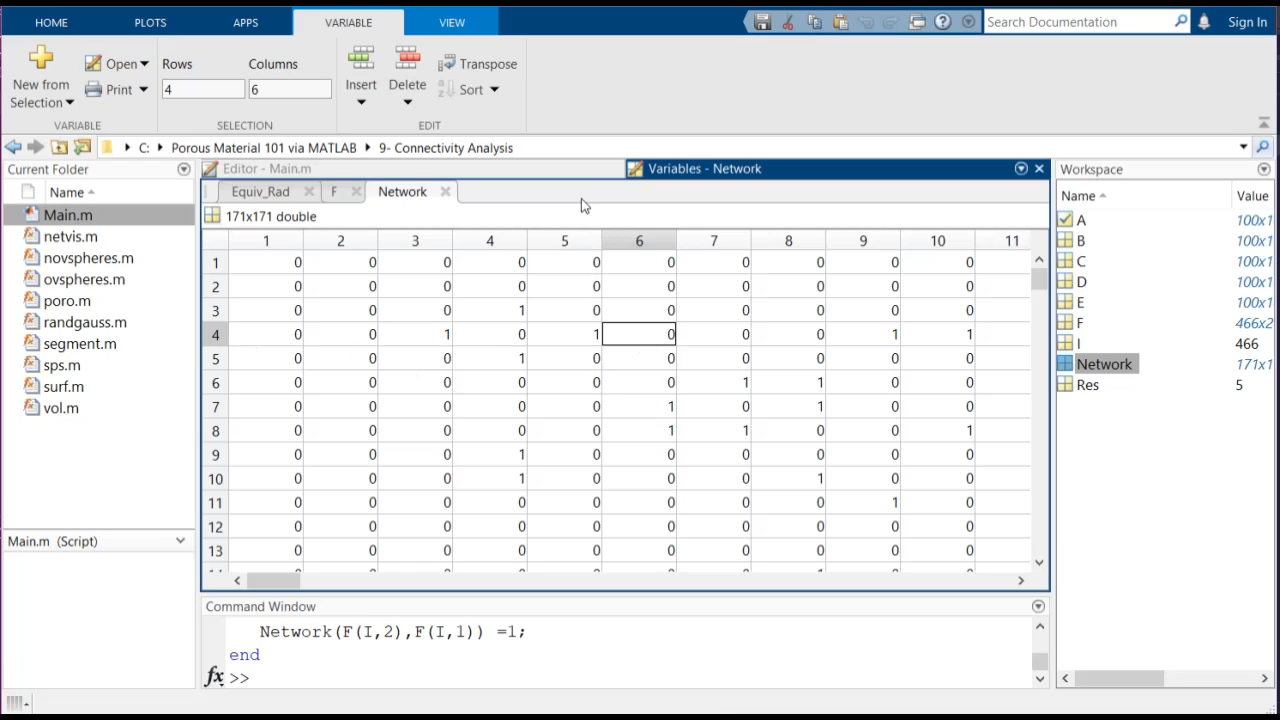 HOME PLOTS APPS VARIABLE VIEW Search Documentation Sign In
New from Selection Open Print Rows Columns Insert Delete Transpose Sort
4 6
VARIABLE SELECTION EDIT
C: Porous Material 101 via MATLAB 9- Connectivity Analysis
Current Folder
Name
Main.m
netvis.m
novspheres.m
ovspheres.m
poro.m
randgauss.m
segment.m
sps.m
surf.m
vol.m
Main.m (Script)
Editor - Main.m Variables - Network
Equiv_Rad F Network
171x171 double
1 2 3 4 5 6 7 8 9 10 11
1 0 0 0 0 0 0 0 0 0 0
2 0 0 0 0 0 0 0 0 0 0
3 0 0 0 1 0 0 0 0 0 0
4 0 0 1 0 1 0 0 0 1 1
5 0 0 0 1 0 0 0 0 0 0
6 0 0 0 0 0 0 1 1 0 0
7 0 0 0 0 0 1 0 1 0 0
8 0 0 0 0 0 1 1 0 0 1
9 0 0 0 1 0 0 0 0 0 0
10 0 0 0 1 0 0 0 1 0 0
11 0 0 0 0 0 0 0 0 1 0
12 0 0 0 0 0 0 0 0 0 0
13 0 0 0 0 0 0 0 0 0 0
Command Window
Network(F(I,2),F(I,1)) =1;
end
fx >>
Workspace
Name Value
A 100x1
B 100x1
C 100x1
D 100x1
E 100x1
F 466x2
I 466
Network 171x1
Res 5